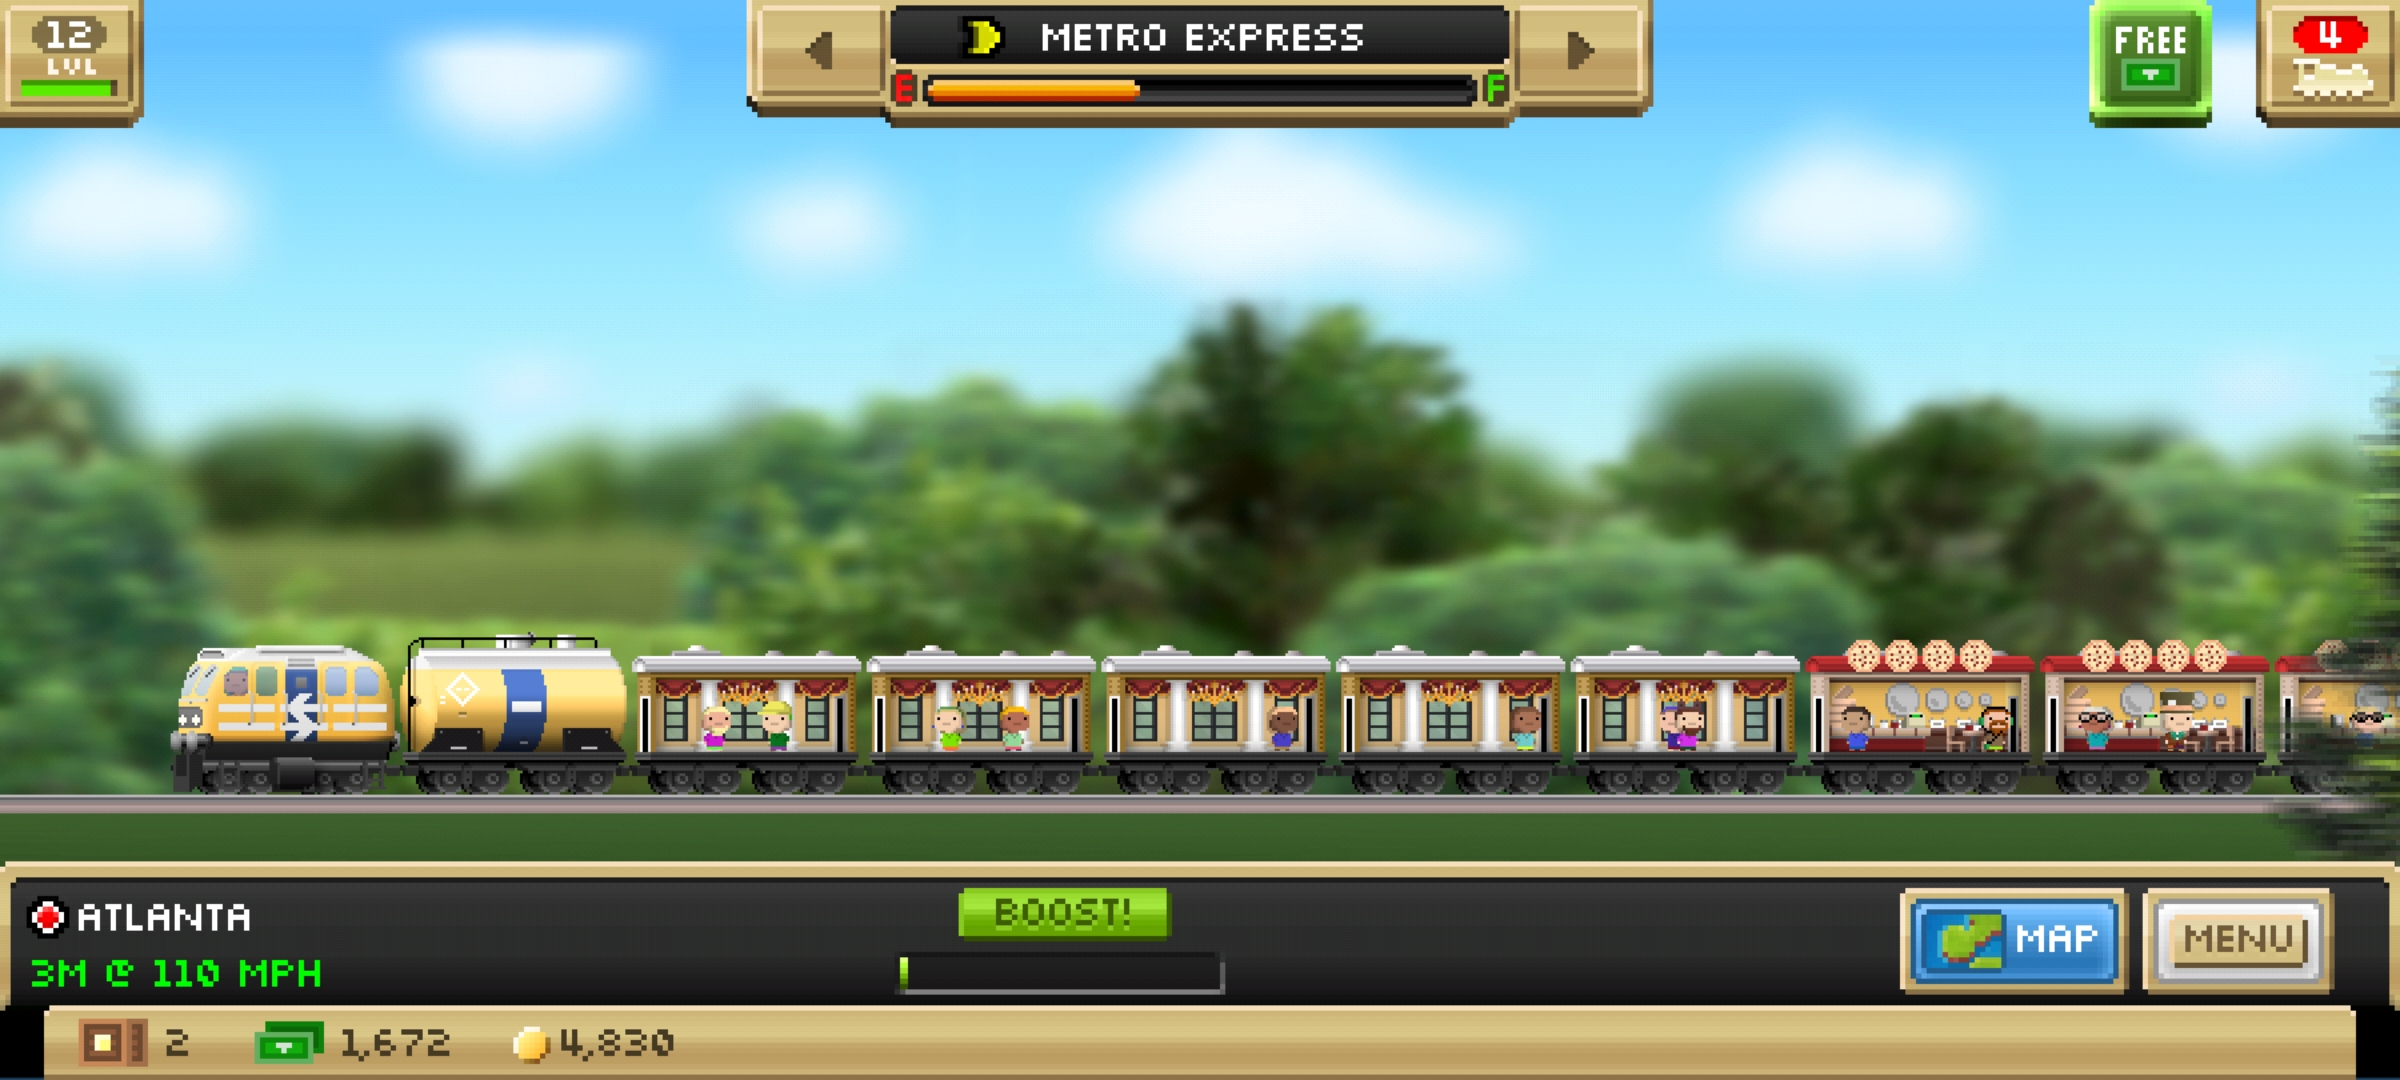 12
LVL
METRO EXPRESS
E F
FREE
4
ATLANTA
3M @ 110 MPH
BOOST!
MAP
MENU
2 1,672 4,830